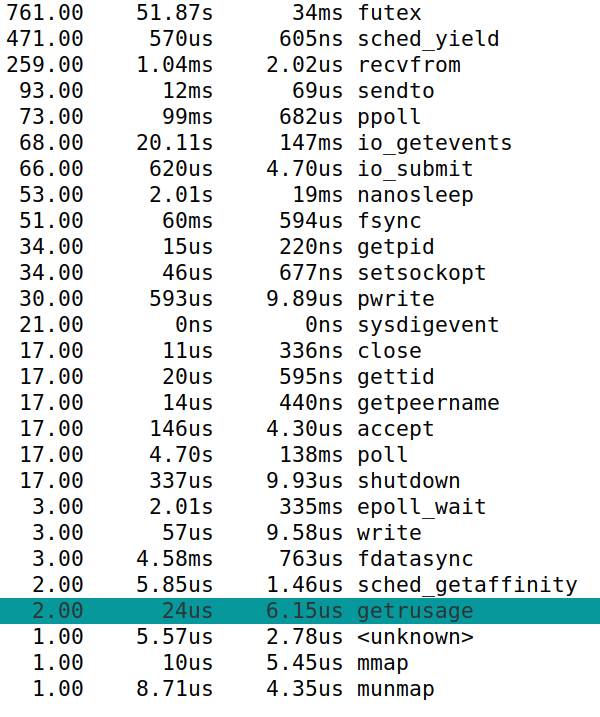 761.00 51.87s 34ms futex
471.00 570us 605ns sched_yield
259.00 1.04ms 2.02us recvfrom
93.00 12ms 69us sendto
73.00 99ms 682us ppoll
68.00 20.11s 147ms io_getevents
66.00 620us 4.70us io_submit
53.00 2.01s 19ms nanosleep
51.00 60ms 594us fsync
34.00 15us 220ns getpid
34.00 46us 677ns setsockopt
30.00 593us 9.89us pwrite
21.00 0ns 0ns sysdigevent
17.00 11us 336ns close
17.00 20us 595ns gettid
17.00 14us 440ns getpeername
17.00 146us 4.30us accept
17.00 4.70s 138ms poll
17.00 337us 9.93us shutdown
3.00 2.01s 335ms epoll_wait
3.00 57us 9.58us write
3.00 4.58ms 763us fdatasync
2.00 5.85us 1.46us sched_getaffinity
2.00 24us 6.15us getrusage
1.00 5.57us 2.78us <unknown>
1.00 10us 5.45us mmap
1.00 8.71us 4.35us munmap